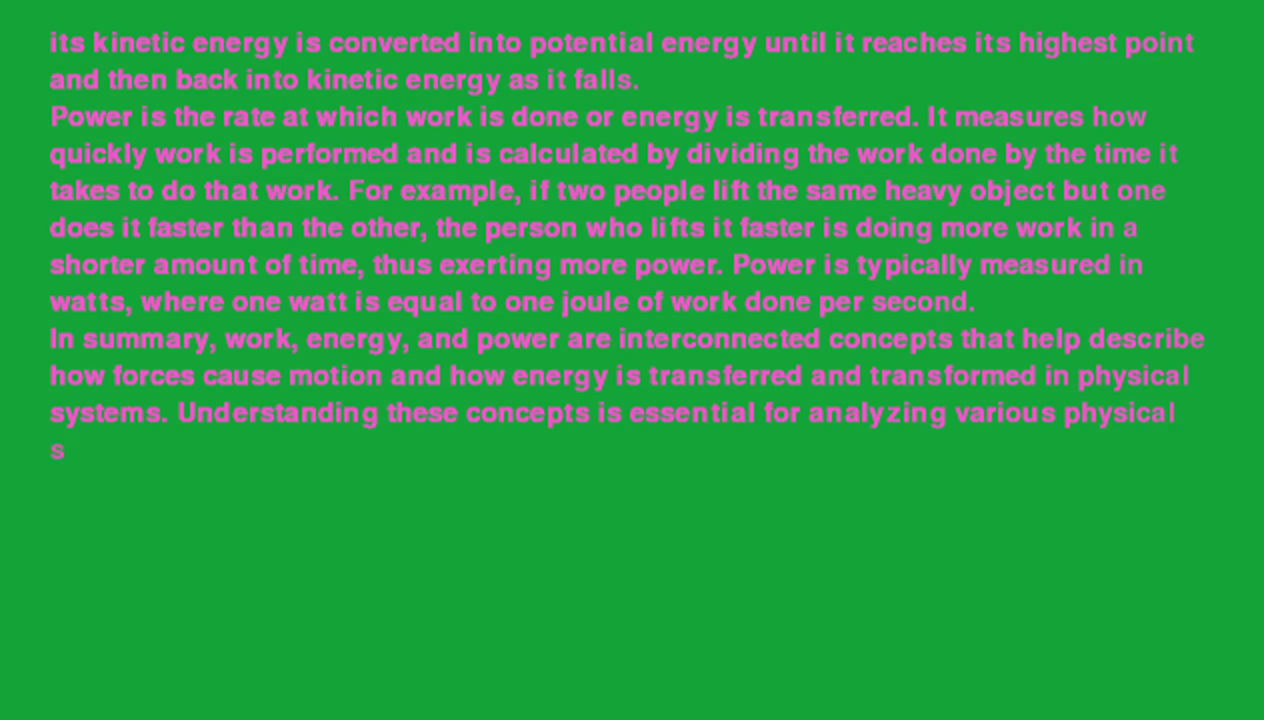 its kinetic energy is converted into potential energy until it reaches its highest point
and then back into kinetic energy as it falls.
Power is the rate at which work is done or energy is transferred. It measures how
quickly work is performed and is calculated by dividing the work done by the time it
takes to do that work. For example, if two people lift the same heavy object but one
does it faster than the other, the person who lifts it faster is doing more work in a
shorter amount of time, thus exerting more power. Power is typically measured in
watts, where one watt is equal to one joule of work done per second.
In summary, work, energy, and power are interconnected concepts that help describe
how forces cause motion and how energy is transferred and transformed in physical
systems. Understanding these concepts is essential for analyzing various physical
s